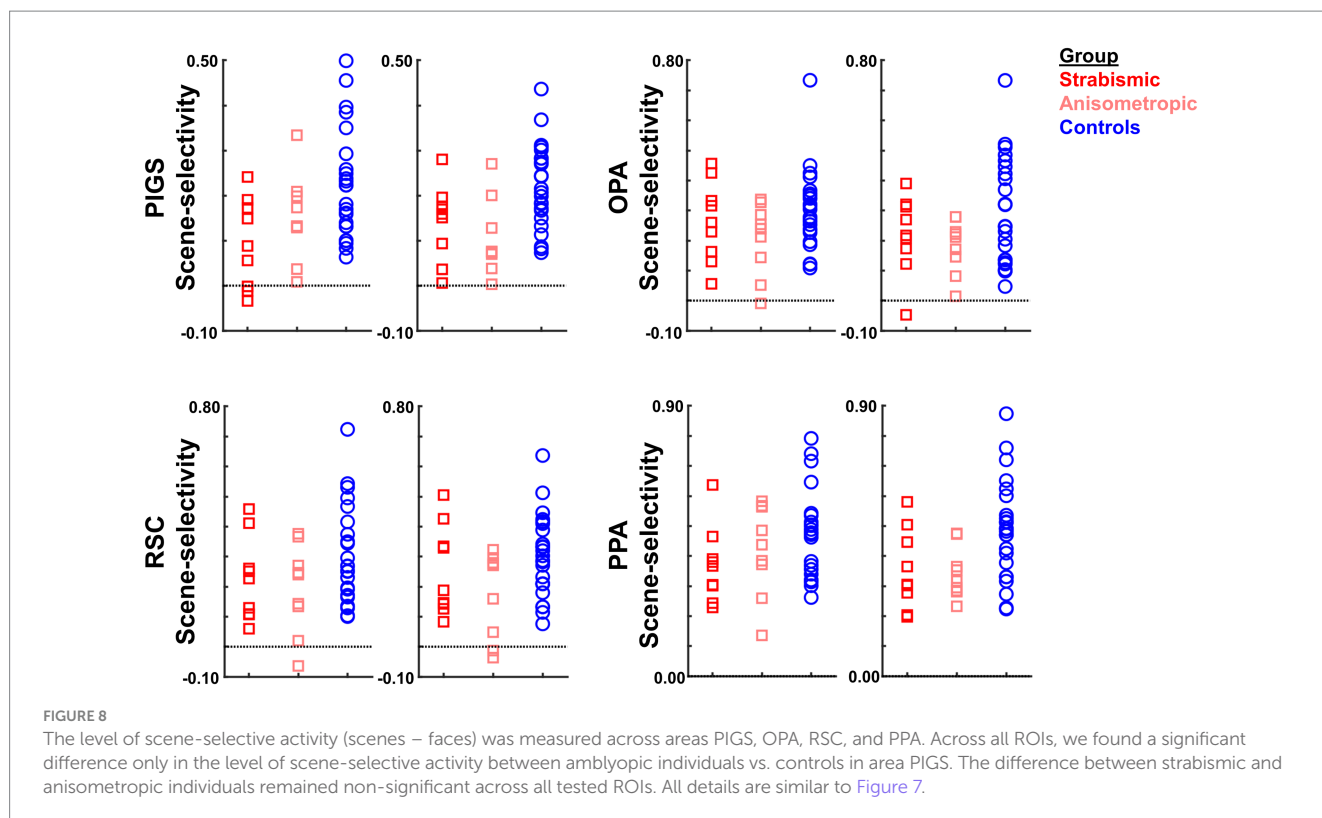 0.50
0.50
PIGS
Scene-selectivity
-0.10
-0.10
0.80
0.80
OPA
Scene-selectivity
-0.10
-0.10
Group
Strabismic
Anisometropic
Controls
0.80
0.80
RSC
Scene-selectivity
-0.10
-0.10
0.90
0.90
PPA
Scene-selectivity
0.00
0.00
FIGURE 8
The level of scene-selective activity (scenes – faces) was measured across areas PIGS, OPA, RSC, and PPA. Across all ROIs, we found a significant
difference only in the level of scene-selective activity between amblyopic individuals vs. controls in area PIGS. The difference between strabismic and
anisometropic individuals remained non-significant across all tested ROIs. All details are similar to Figure 7.